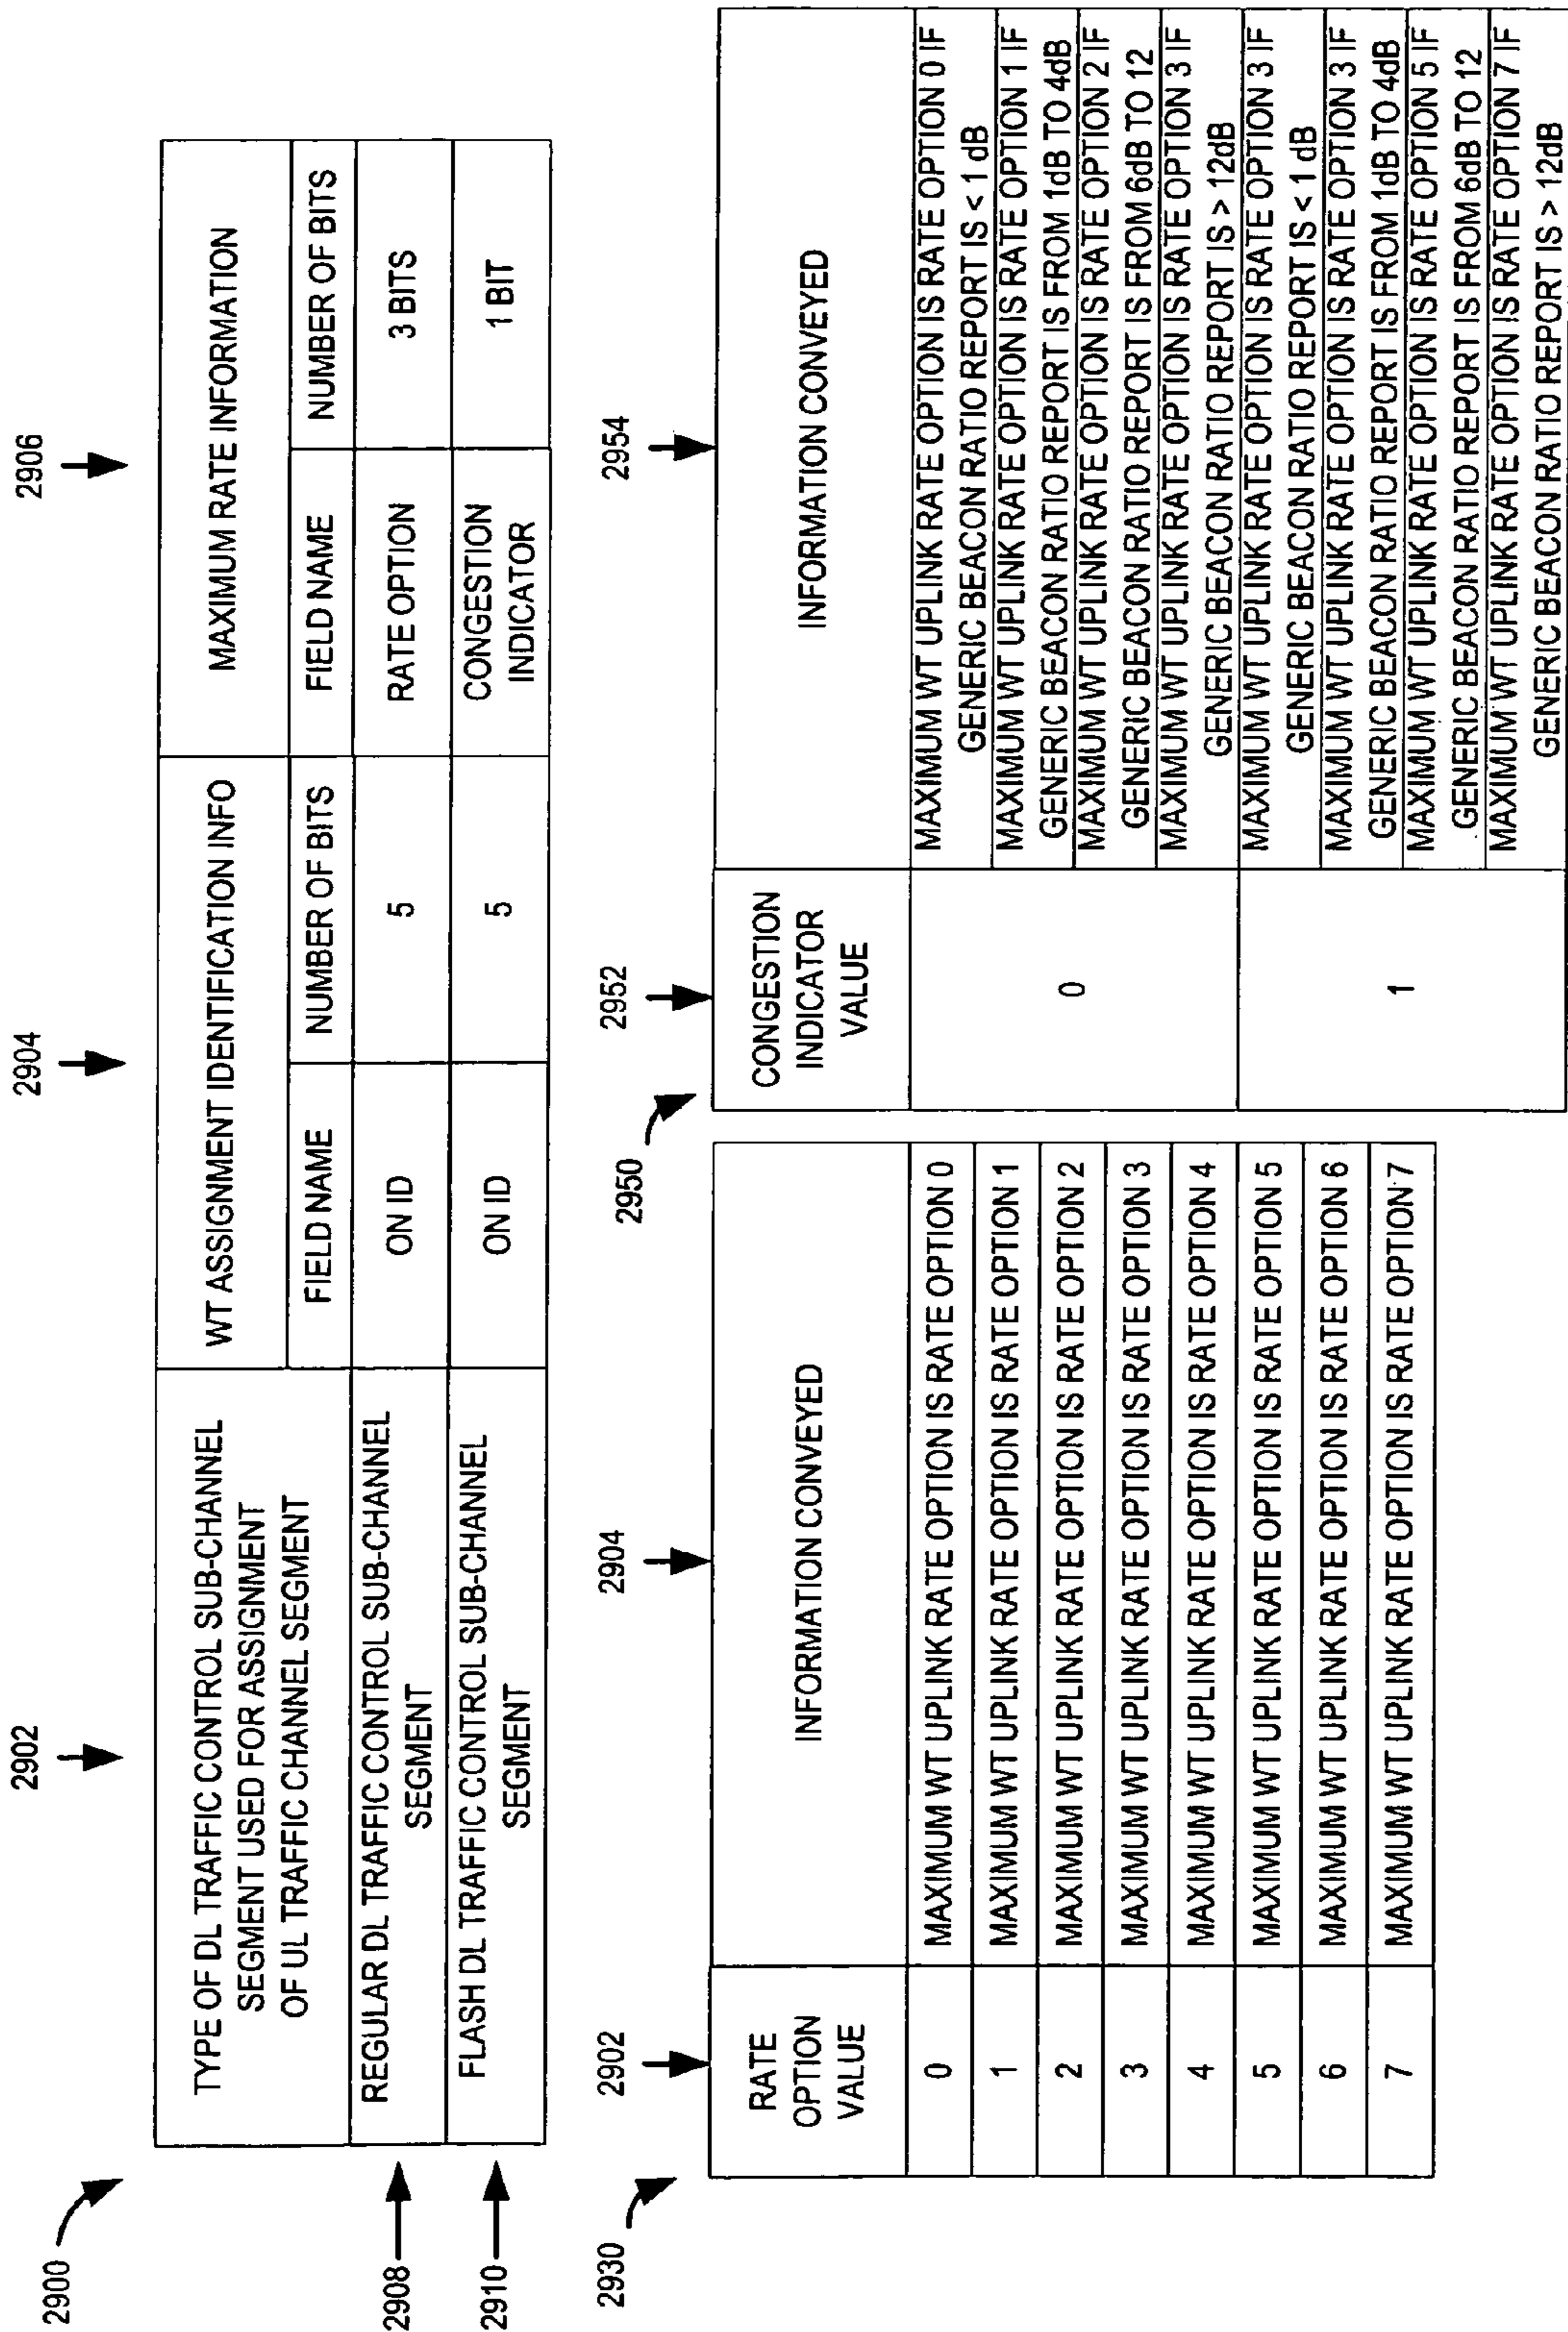 2900
2902
2904
2906
TYPE OF DL TRAFFIC CONTROL SUB-CHANNEL
SEGMENT USED FOR ASSIGNMENT
OF UL TRAFFIC CHANNEL SEGMENT
WT ASSIGNMENT IDENTIFICATION INFO
MAXIMUM RATE INFORMATION
FIELD NAME
NUMBER OF BITS
FIELD NAME
NUMBER OF BITS
2908
REGULAR DL TRAFFIC CONTROL SUB-CHANNEL
SEGMENT
ON ID
5
RATE OPTION
3 BITS
2910
FLASH DL TRAFFIC CONTROL SUB-CHANNEL
SEGMENT
ON ID
5
CONGESTION
INDICATOR
1 BIT
2930
2902
2904
RATE
OPTION
VALUE
INFORMATION CONVEYED
0
MAXIMUM WT UPLINK RATE OPTION IS RATE OPTION 0
1
MAXIMUM WT UPLINK RATE OPTION IS RATE OPTION 1
2
MAXIMUM WT UPLINK RATE OPTION IS RATE OPTION 2
3
MAXIMUM WT UPLINK RATE OPTION IS RATE OPTION 3
4
MAXIMUM WT UPLINK RATE OPTION IS RATE OPTION 4
5
MAXIMUM WT UPLINK RATE OPTION IS RATE OPTION 5
6
MAXIMUM WT UPLINK RATE OPTION IS RATE OPTION 6
7
MAXIMUM WT UPLINK RATE OPTION IS RATE OPTION 7
2950
2952
2954
CONGESTION
INDICATOR
VALUE
INFORMATION CONVEYED
0
MAXIMUM WT UPLINK RATE OPTION IS RATE OPTION 0 IF
GENERIC BEACON RATIO REPORT IS < 1 dB
MAXIMUM WT UPLINK RATE OPTION IS RATE OPTION 1 IF
GENERIC BEACON RATIO REPORT IS FROM 1dB TO 4dB
MAXIMUM WT UPLINK RATE OPTION IS RATE OPTION 2 IF
GENERIC BEACON RATIO REPORT IS FROM 6dB TO 12
MAXIMUM WT UPLINK RATE OPTION IS RATE OPTION 3 IF
GENERIC BEACON RATIO REPORT IS > 12dB
1
MAXIMUM WT UPLINK RATE OPTION IS RATE OPTION 3 IF
GENERIC BEACON RATIO REPORT IS < 1 dB
MAXIMUM WT UPLINK RATE OPTION IS RATE OPTION 3 IF
GENERIC BEACON RATIO REPORT IS FROM 1dB TO 4dB
MAXIMUM WT UPLINK RATE OPTION IS RATE OPTION 5 IF
GENERIC BEACON RATIO REPORT IS FROM 6dB TO 12
MAXIMUM WT UPLINK RATE OPTION IS RATE OPTION 7 IF
GENERIC BEACON RATIO REPORT IS > 12dB